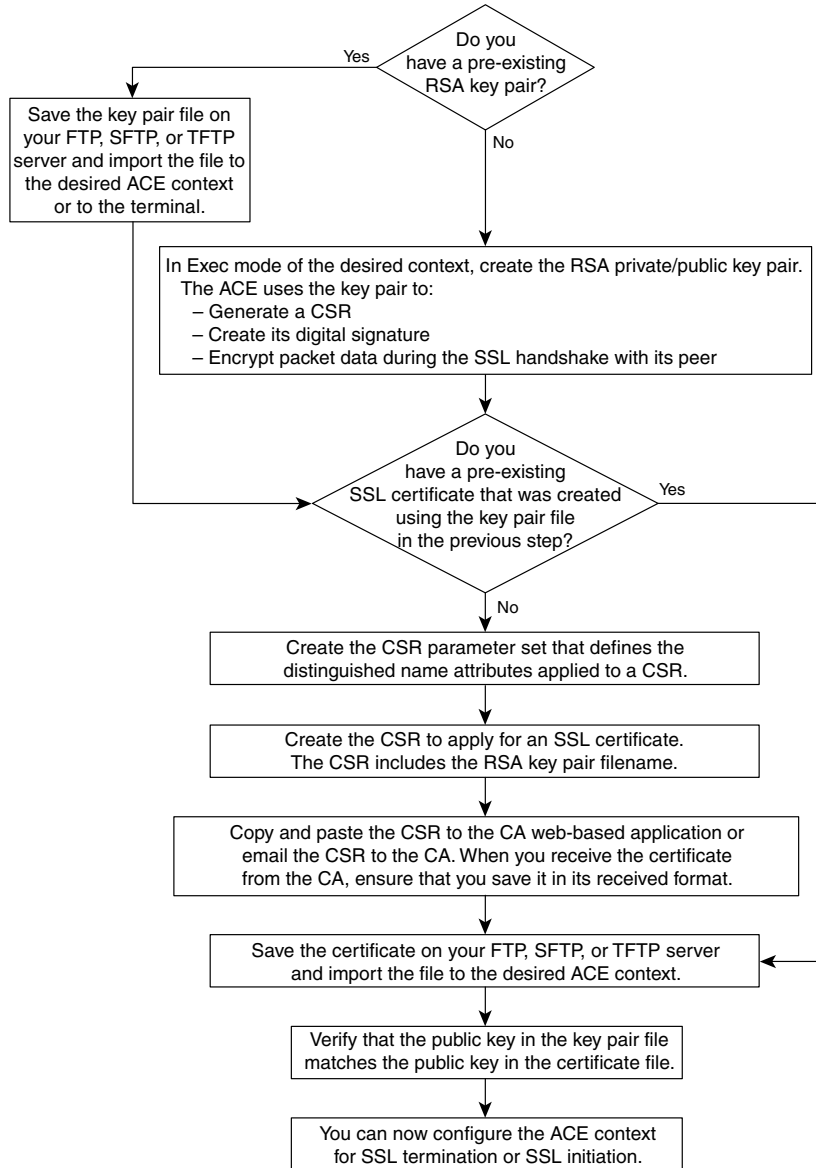 Do you
have a pre-existing
RSA key pair?
Yes
No
Save the key pair file on
your FTP, SFTP, or TFTP
server and import the file to
the desired ACE context
or to the terminal.
In Exec mode of the desired context, create the RSA private/public key pair.
The ACE uses the key pair to:
– Generate a CSR
– Create its digital signature
– Encrypt packet data during the SSL handshake with its peer
Do you
have a pre-existing
SSL certificate that was created
using the key pair file
in the previous step?
Yes
No
Create the CSR parameter set that defines the
distinguished name attributes applied to a CSR.
Create the CSR to apply for an SSL certificate.
The CSR includes the RSA key pair filename.
Copy and paste the CSR to the CA web-based application or
email the CSR to the CA. When you receive the certificate
from the CA, ensure that you save it in its received format.
Save the certificate on your FTP, SFTP, or TFTP server
and import the file to the desired ACE context.
Verify that the public key in the key pair file
matches the public key in the certificate file.
You can now configure the ACE context
for SSL termination or SSL initiation.